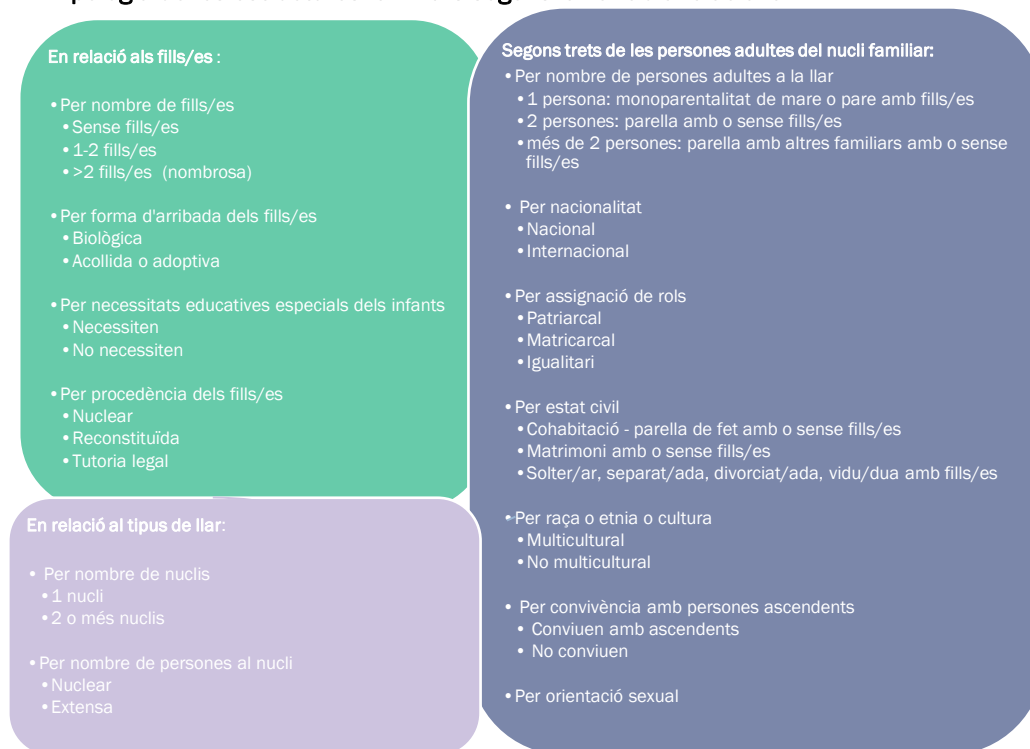 En relació als fills/es :
•Per nombre de fills/es
•Sense fills/es
•1-2 fills/es
•>2 fills/es (nombrosa)
•Per forma d'arribada dels fills/es
•Biològica
•Acollida o adoptiva
•Per necessitats educatives especials dels infants
•Necessiten
•No necessiten
•Per procedència dels fills/es
•Nuclear
•Reconstituïda
•Tutoria legal
En relació al tipus de llar:
• Per nombre de nuclis
•1 nucli
•2 o més nuclis
•Per nombre de persones al nucli
•Nuclear
•Extensa
Segons trets de les persones adultes del nucli familiar:
•Per nombre de persones adultes a la llar
•1 persona: monoparentalitat de mare o pare amb fills/es
•2 persones: parella amb o sense fills/es
•més de 2 persones: parella amb altres familiars amb o sense
fills/es
• Per nacionalitat
•Nacional
•Internacional
•Per assignació de rols
•Patriarcal
•Matricarcal
•Igualitari
•Per estat civil
•Cohabitació - parella de fet amb o sense fills/es
•Matrimoni amb o sense fills/es
•Solter/ar, separat/ada, divorciat/ada, vidu/dua amb fills/es
•Per raça o etnia o cultura
•Multicultural
•No multicultural
• Per convivència amb persones ascendents
• Conviuen amb ascendents
• No conviuen
•Per orientació sexual